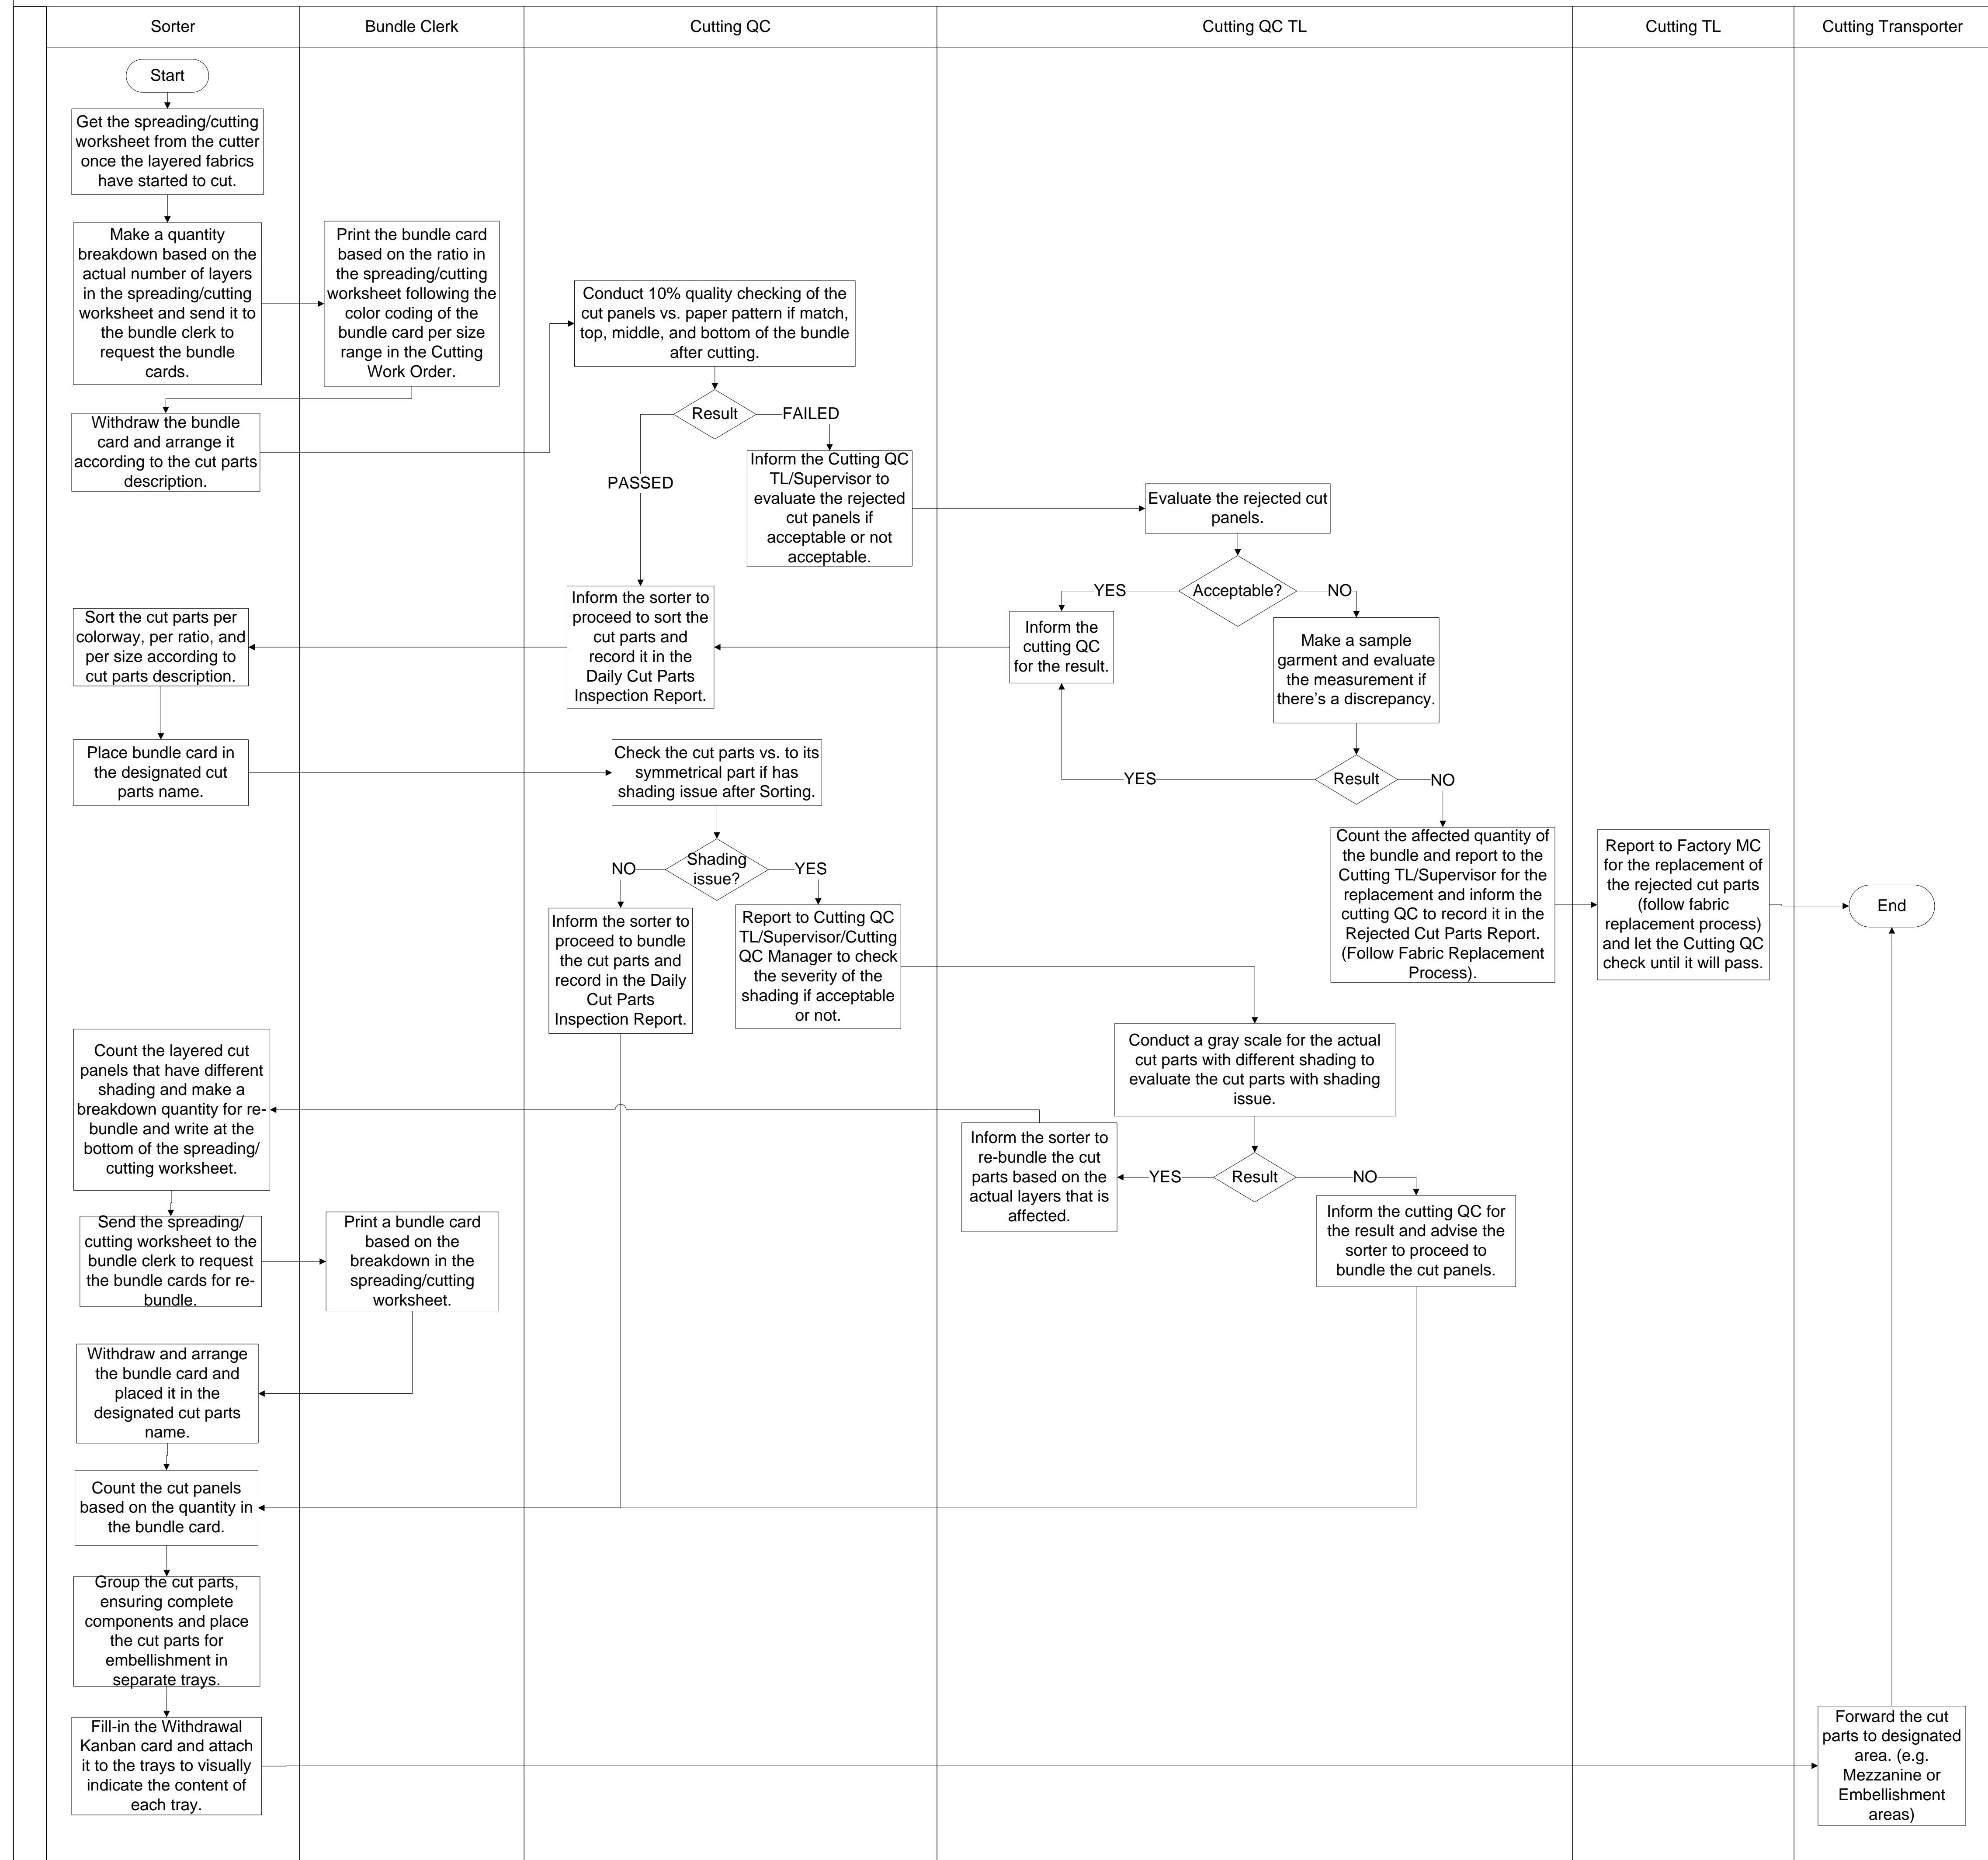 Sorter
Bundle Clerk
Cutting QC
Cutting QC TL
Cutting TL
Cutting Transporter
Start
Get the spreading/cutting
worksheet from the cutter
once the layered fabrics
have started to cut.
Make a quantity
breakdown based on the
actual number of layers
in the spreading/cutting
worksheet and send it to
the bundle clerk to
request the bundle
cards.
Print the bundle card
based on the ratio in
the spreading/cutting
worksheet following the
color coding of the
bundle card per size
range in the Cutting
Work Order.
Withdraw the bundle
card and arrange it
according to the cut parts
description.
Conduct 10% quality checking of the
cut panels vs. paper pattern if match,
top, middle, and bottom of the bundle
after cutting.
Result
FAILED
PASSED
Inform the Cutting QC
TL/Supervisor to
evaluate the rejected
cut panels if
acceptable or not
acceptable.
Evaluate the rejected cut
panels.
Acceptable?
YES
NO
Inform the
cutting QC
for the result.
Make a sample
garment and evaluate
the measurement if
there's a discrepancy.
Inform the sorter to
proceed to sort the
cut parts and
record it in the
Daily Cut Parts
Inspection Report.
Sort the cut parts per
colorway, per ratio, and
per size according to
cut parts description.
Place bundle card in
the designated cut
parts name.
Check the cut parts vs. to its
symmetrical part if has
shading issue after Sorting.
Result
YES
NO
Count the affected quantity of
the bundle and report to the
Cutting TL/Supervisor for the
replacement and inform the
cutting QC to record it in the
Rejected Cut Parts Report.
(Follow Fabric Replacement
Process).
Report to Factory MC
for the replacement of
the rejected cut parts
(follow fabric
replacement process)
and let the Cutting QC
check until it will pass.
End
Shading
issue?
NO
YES
Inform the sorter to
proceed to bundle
the cut parts and
record in the Daily
Cut Parts
Inspection Report.
Report to Cutting QC
TL/Supervisor/Cutting
QC Manager to check
the severity of the
shading if acceptable
or not.
Conduct a gray scale for the actual
cut parts with different shading to
evaluate the cut parts with shading
issue.
Result
YES
NO
Inform the sorter to
re-bundle the cut
parts based on the
actual layers that is
affected.
Inform the cutting QC for
the result and advise the
sorter to proceed to
bundle the cut panels.
Count the layered cut
panels that have different
shading and make a
breakdown quantity for re-
bundle and write at the
bottom of the spreading/
cutting worksheet.
Send the spreading/
cutting worksheet to the
bundle clerk to request
the bundle cards for re-
bundle.
Print a bundle card
based on the
breakdown in the
spreading/cutting
worksheet.
Withdraw and arrange
the bundle card and
placed it in the
designated cut parts
name.
Count the cut panels
based on the quantity in
the bundle card.
Group the cut parts,
ensuring complete
components and place
the cut parts for
embellishment in
separate trays.
Fill-in the Withdrawal
Kanban card and attach
it to the trays to visually
indicate the content of
each tray.
Forward the cut
parts to designated
area. (e.g.
Mezzanine or
Embellishment
areas)